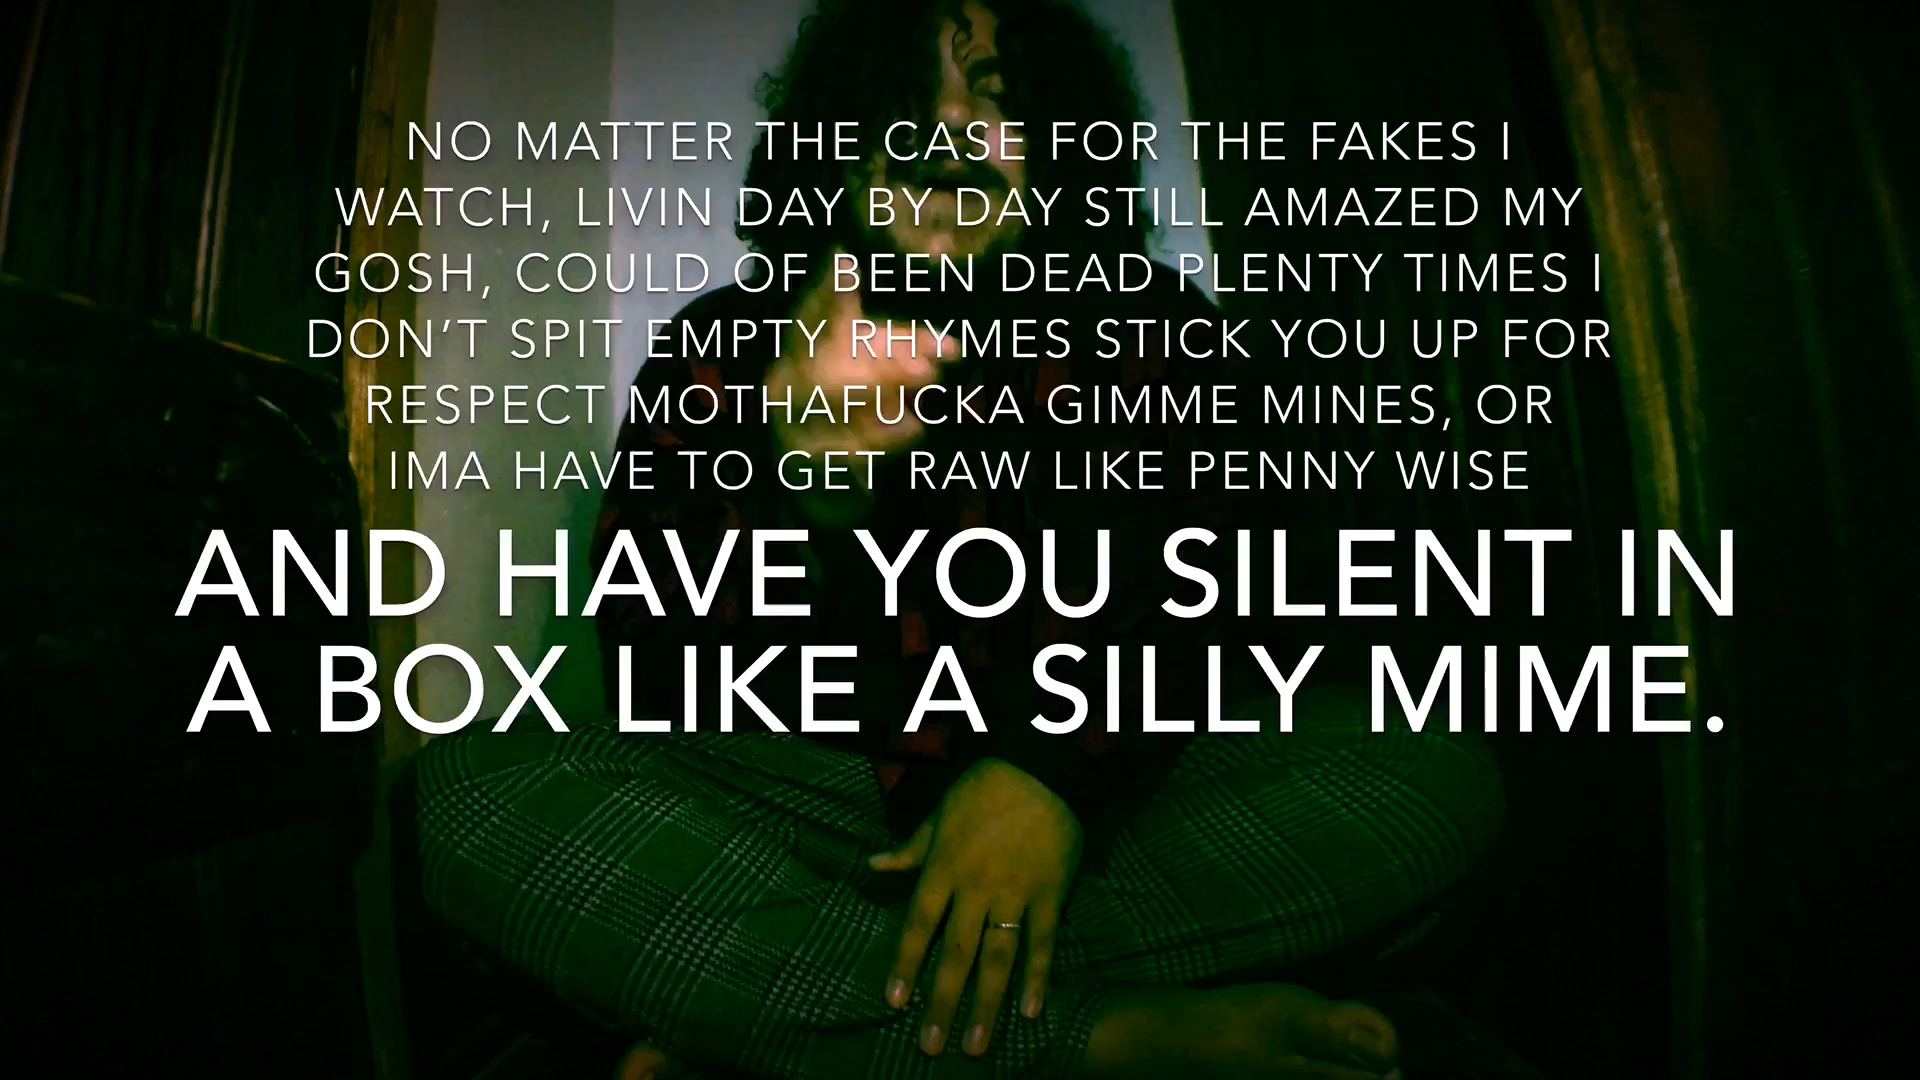 NO MATTER THE CASE FOR THE FAKES I
WATCH, LIVIN DAY BY DAY STILL AMAZED MY
GOSH, COULD OF BEEN DEAD PLENTY TIMES I
DON'T SPIT EMPTY RHYMES STICK YOU UP FOR
RESPECT MOTHAFUCKA GIMME MINES, OR
IMA HAVE TO GET RAW LIKE PENNY WISE
AND HAVE YOU SILENT IN
A BOX LIKE A SILLY MIME.